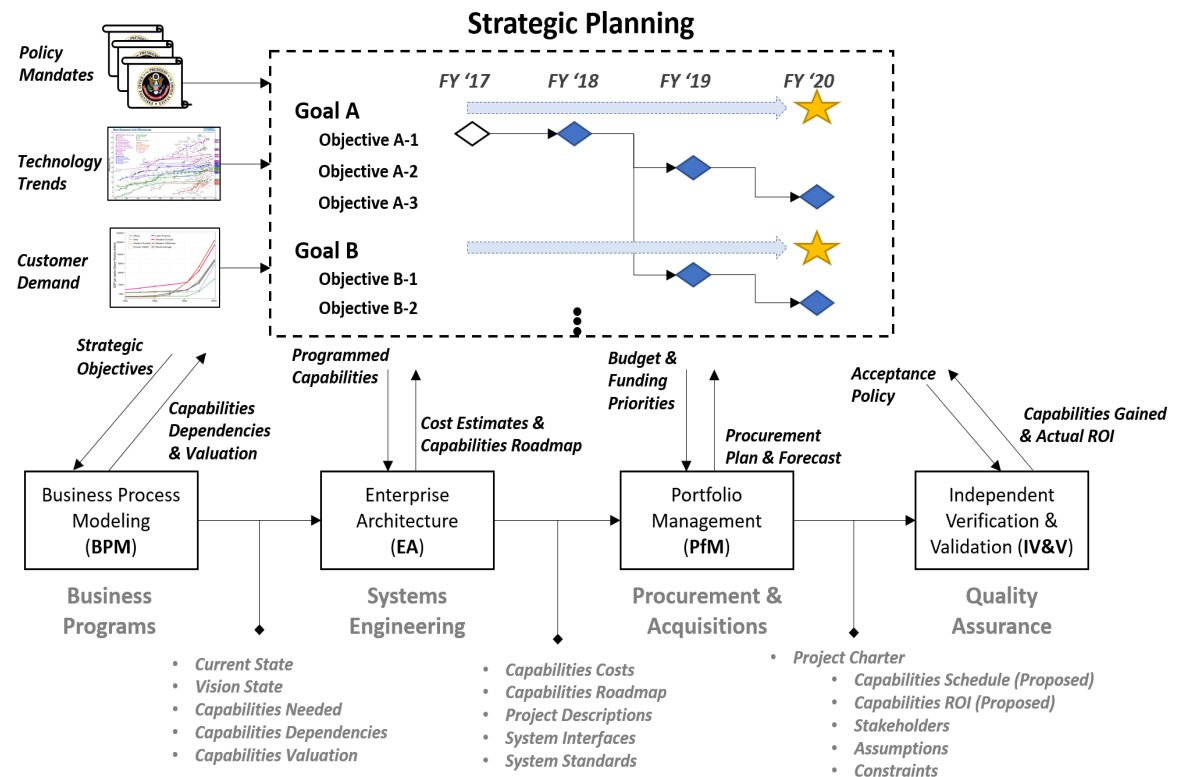 Strategic Planning
Policy
Mandates
Technology
Trends
Customer
Demand
FY ‘17 FY ‘18 FY ‘19 FY ‘20
Goal A
Objective A-1
Objective A-2
Objective A-3
Goal B
Objective B-1
Objective B-2
Strategic
Objectives
Capabilities
Dependencies
& Valuation
Programmed
Capabilities
Cost Estimates &
Capabilities Roadmap
Budget &
Funding
Priorities
Procurement
Plan & Forecast
Acceptance
Policy
Capabilities Gained
& Actual ROI
Business Process
Modeling
(BPM)
Enterprise
Architecture
(EA)
Portfolio
Management
(PfM)
Independent
Verification &
Validation (IV&V)
Business
Programs
Systems
Engineering
Procurement &
Acquisitions
Quality
Assurance
• Current State
• Vision State
• Capabilities Needed
• Capabilities Dependencies
• Capabilities Valuation
• Capabilities Costs
• Capabilities Roadmap
• Project Descriptions
• System Interfaces
• System Standards
• Project Charter
• Capabilities Schedule (Proposed)
• Capabilities ROI (Proposed)
• Stakeholders
• Assumptions
• Constraints